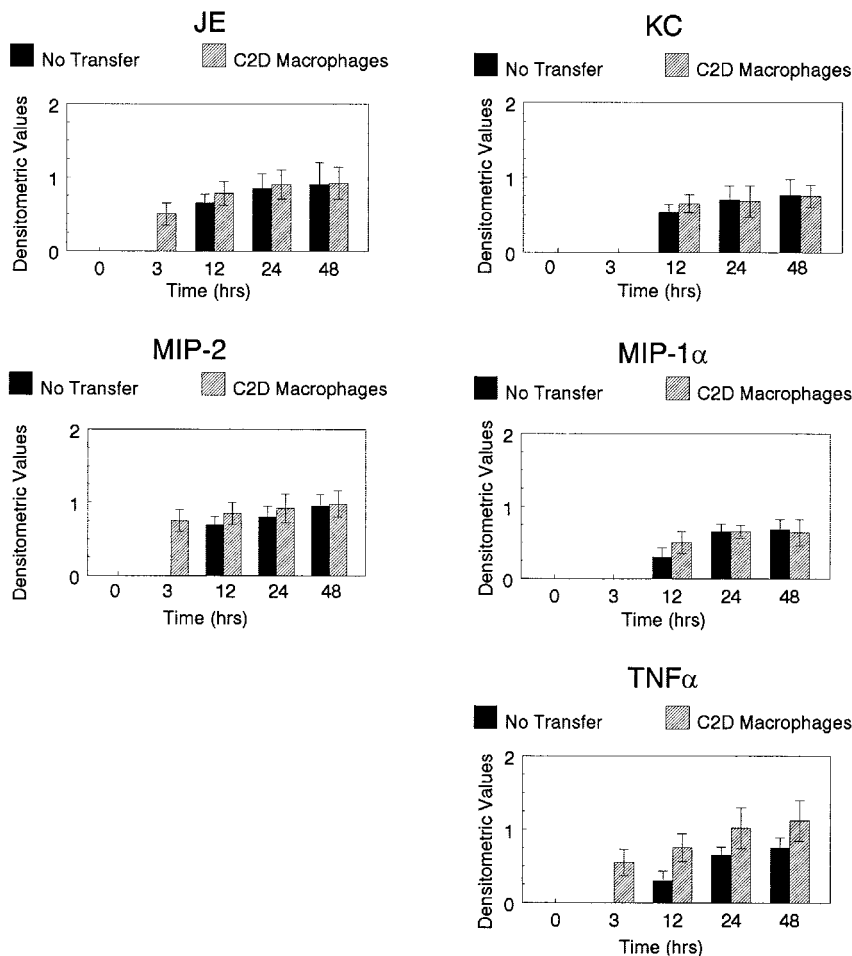 JE
No Transfer C2D Macrophages
Densitometric Values
2
1
0
0 3 12 24 48
Time (hrs)
KC
No Transfer C2D Macrophages
Densitometric Values
2
1
0
0 3 12 24 48
Time (hrs)
MIP-2
No Transfer C2D Macrophages
Densitometric Values
2
1
0
0 3 12 24 48
Time (hrs)
MIP-1α
No Transfer C2D Macrophages
Densitometric Values
2
1
0
0 3 12 24 48
Time (hrs)
TNFα
No Transfer C2D Macrophages
Densitometric Values
2
1
0
0 3 12 24 48
Time (hrs)